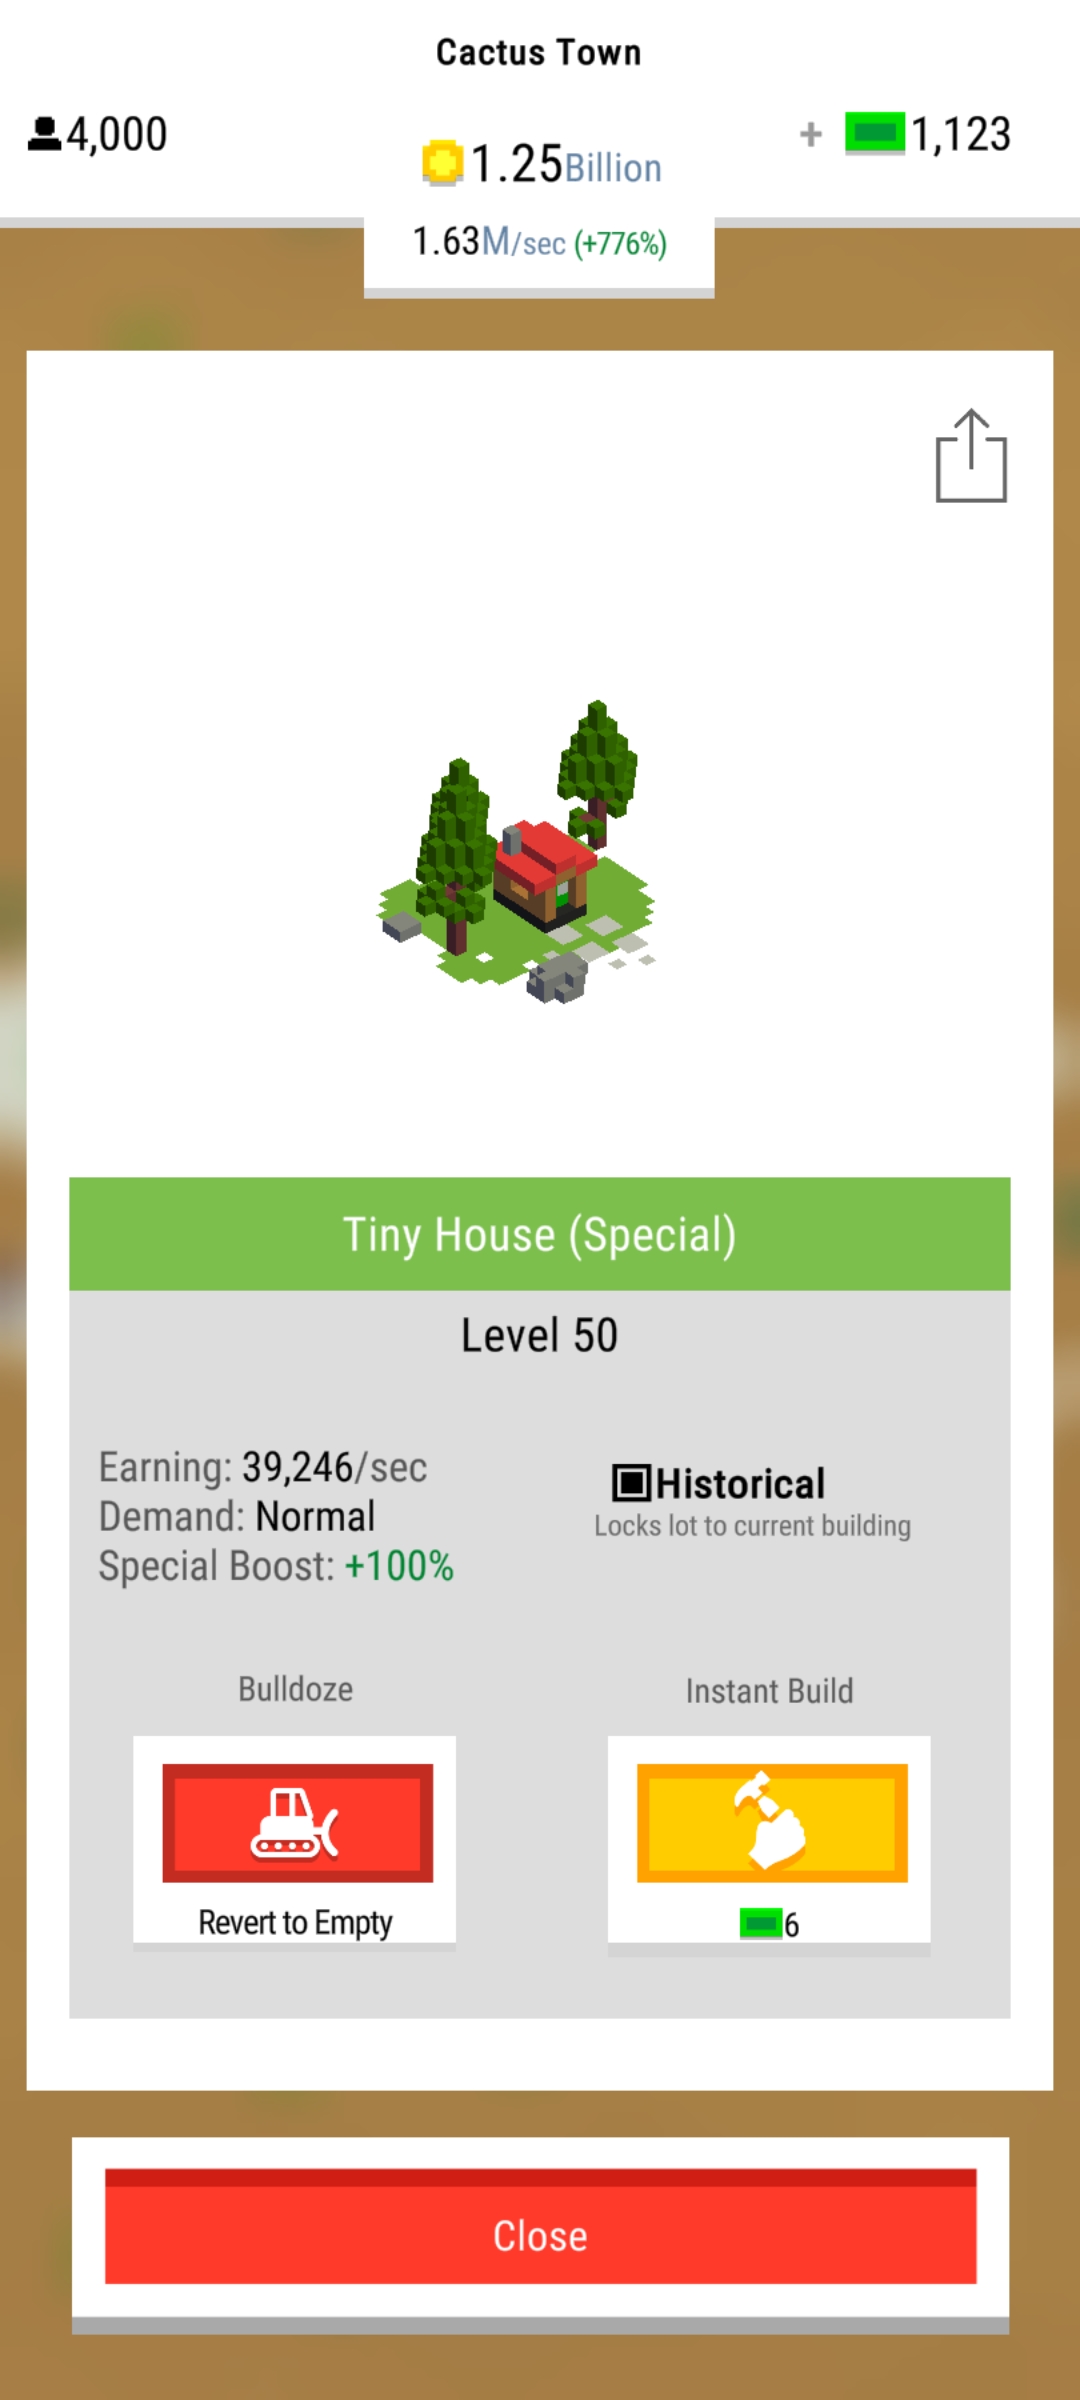 Cactus Town
4,000
1.25Billion
+ 1,123
1.63M/sec (+776%)
Tiny House (Special)
Level 50
Earning: 39,246/sec
Demand: Normal
Special Boost: +100%
Historical
Locks lot to current building
Bulldoze
Revert to Empty
Instant Build
6
Close